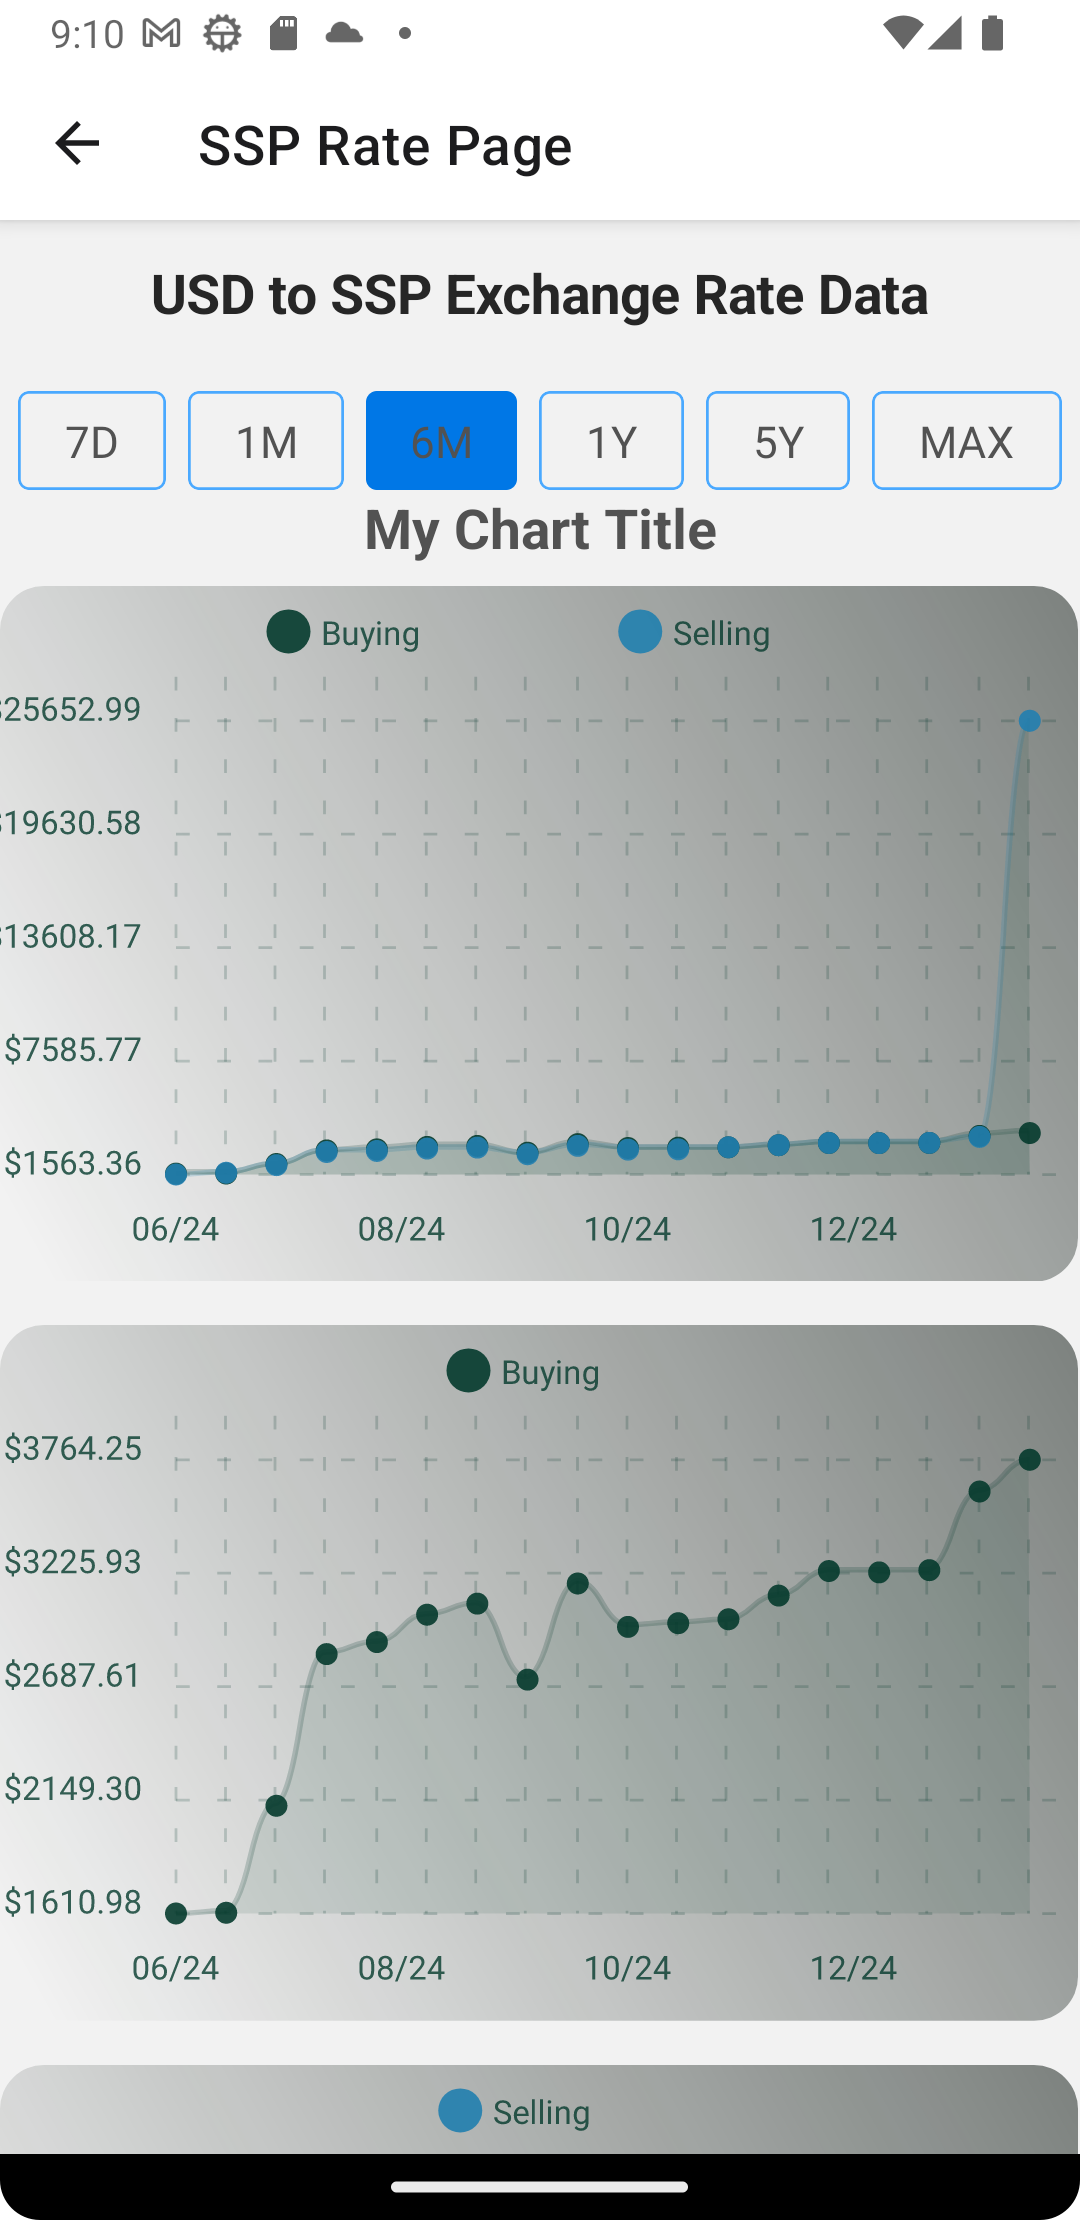 9:10
SSP Rate Page
USD to SSP Exchange Rate Data
7D 1M 6M 1Y 5Y MAX
My Chart Title
Buying Selling
$25652.99
$19630.58
$13608.17
$7585.77
$1563.36
06/24 08/24 10/24 12/24
Buying
$3764.25
$3225.93
$2687.61
$2149.30
$1610.98
06/24 08/24 10/24 12/24
Selling